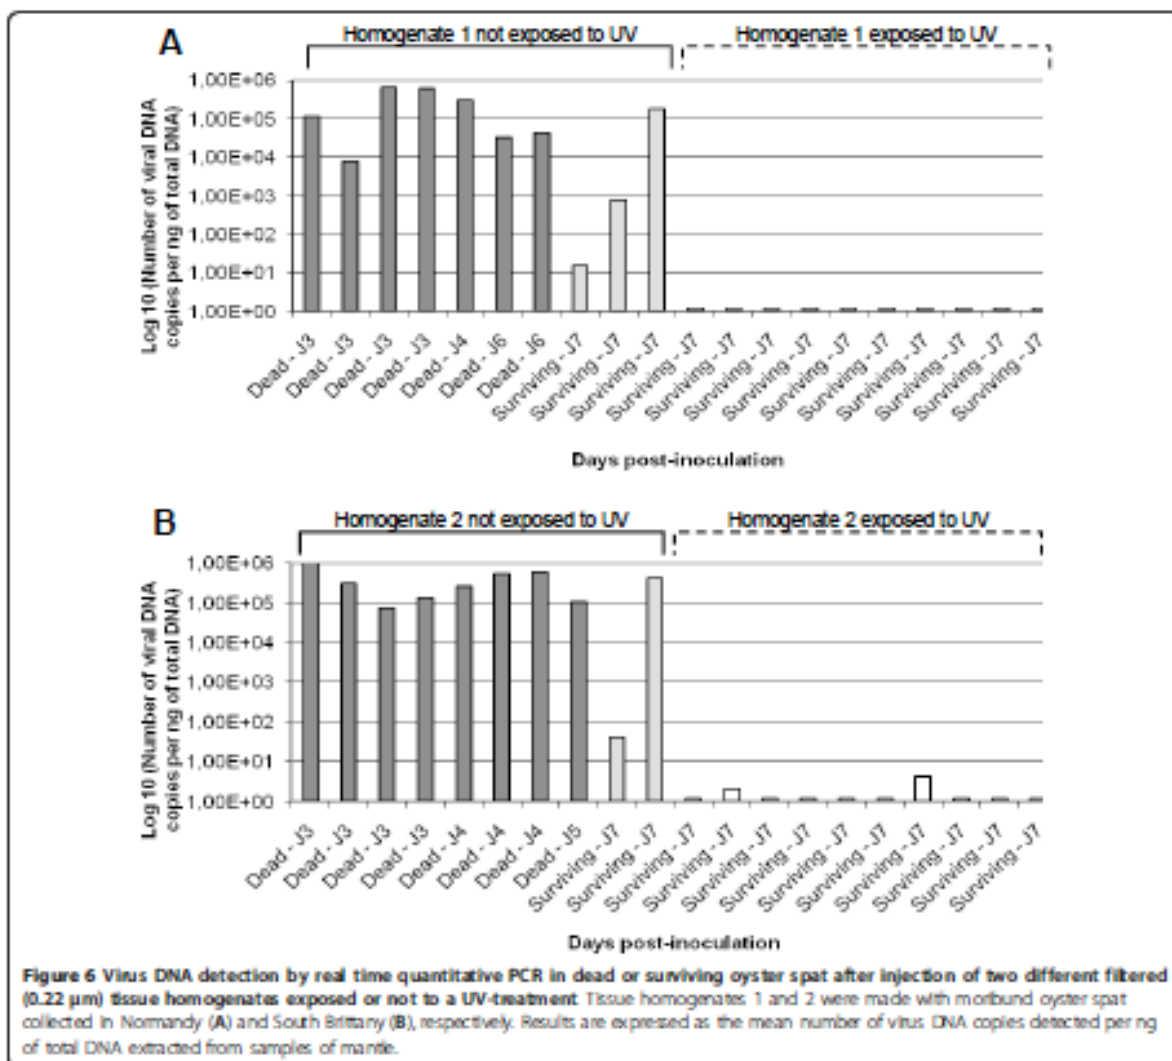 A
Homogenate 1 not exposed to UV
Homogenate 1 exposed to UV
Log 10 (Number of viral DNA
copies per ng of total DNA)
1,00E+06
1,00E+05
1,00E+04
1,00E+03
1,00E+02
1,00E+01
1,00E+00
Dead - J3
Dead - J3
Dead - J3
Dead - J3
Dead - J4
Dead - J6
Dead - J6
Surviving - J7
Surviving - J7
Surviving - J7
Surviving - J7
Surviving - J7
Surviving - J7
Surviving - J7
Surviving - J7
Surviving - J7
Surviving - J7
Surviving - J7
Surviving - J7
Surviving - J7
Days post-inoculation
B
Homogenate 2 not exposed to UV
Homogenate 2 exposed to UV
Log 10 (Number of viral DNA
copies per ng of total DNA)
1,00E+06
1,00E+05
1,00E+04
1,00E+03
1,00E+02
1,00E+01
1,00E+00
Dead - J3
Dead - J3
Dead - J3
Dead - J3
Dead - J4
Dead - J4
Dead - J4
Dead - J5
Surviving - J7
Surviving - J7
Surviving - J7
Surviving - J7
Surviving - J7
Surviving - J7
Surviving - J7
Surviving - J7
Surviving - J7
Surviving - J7
Surviving - J7
Surviving - J7
Days post-inoculation
Figure 6 Virus DNA detection by real time quantitative PCR in dead or surviving oyster spat after injection of two different filtered
(0.22 µm) tissue homogenates exposed or not to a UV-treatment. Tissue homogenates 1 and 2 were made with moribund oyster spat
collected in Normandy (A) and South Brittany (B), respectively. Results are expressed as the mean number of virus DNA copies detected per ng
of total DNA extracted from samples of mantle.